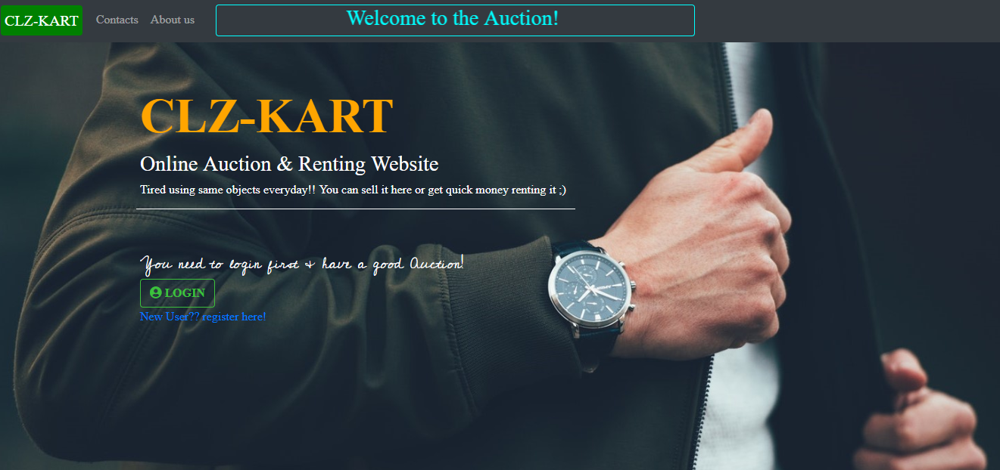 CLZ-KART Contacts About us Welcome to the Auction!
CLZ-KART
Online Auction & Renting Website
Tired using same objects everyday!! You can sell it here or get quick money renting it ;)
You need to login first & have a good Auction!
LOGIN
New User?? register here!